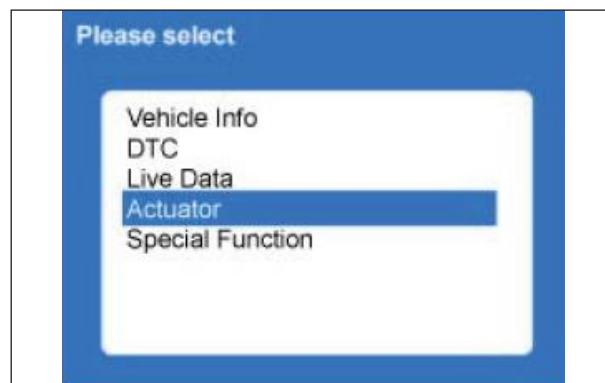 Please select
Vehicle Info
DTC
Live Data
Actuator
Special Function